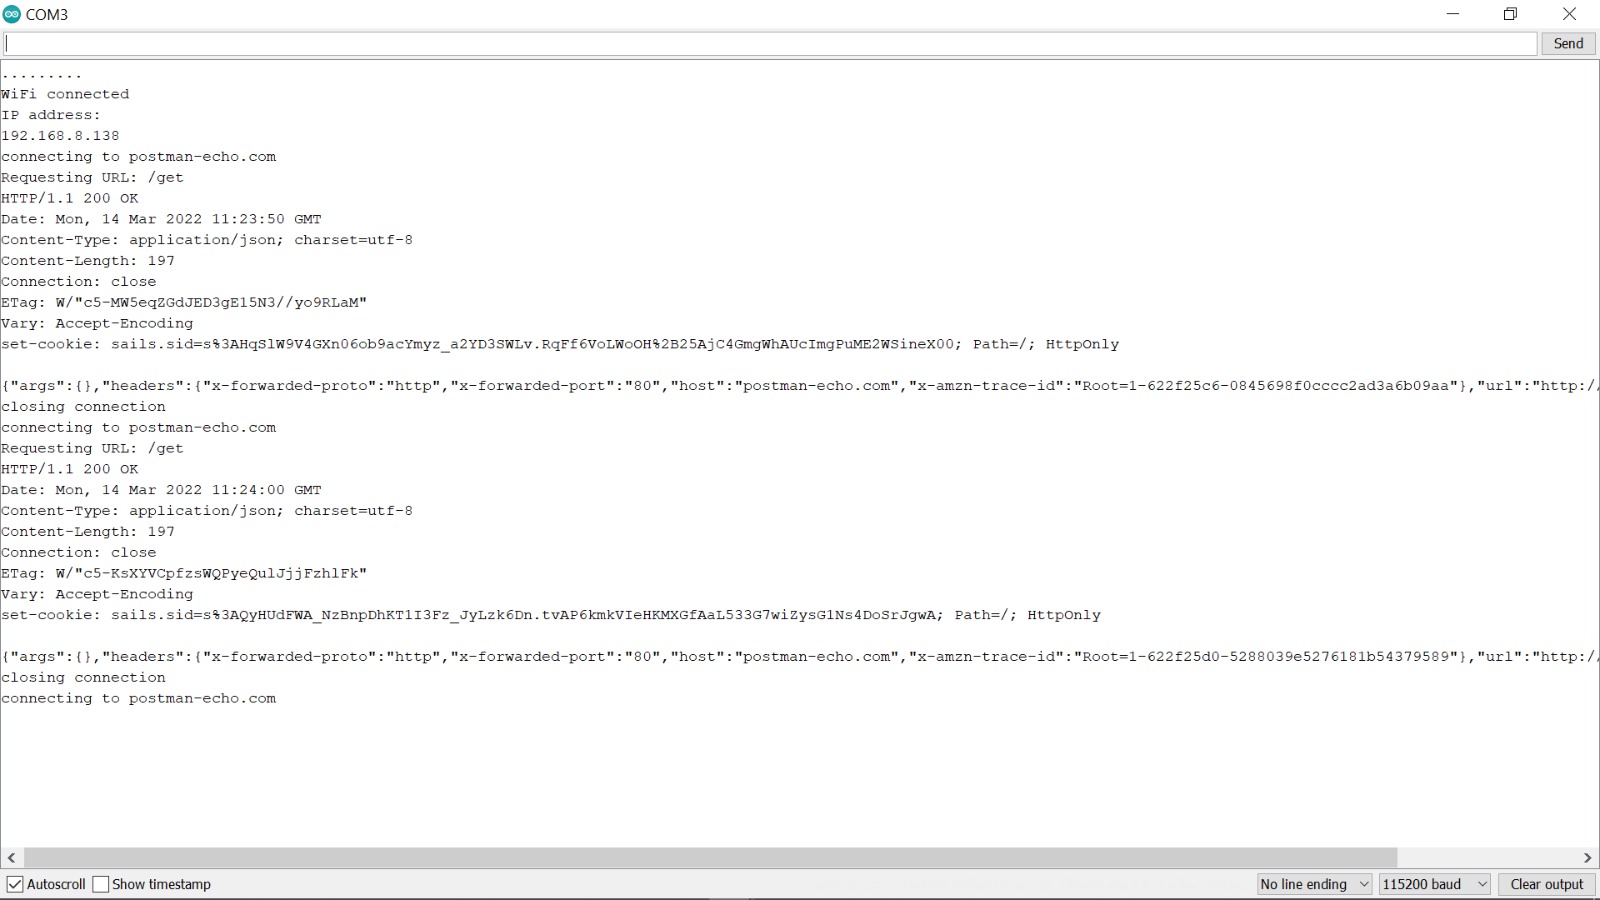 COM3
Send
.........
WiFi connected
IP address:
192.168.8.138
connecting to postman-echo.com
Requesting URL: /get
HTTP/1.1 200 OK
Date: Mon, 14 Mar 2022 11:23:50 GMT
Content-Type: application/json; charset=utf-8
Content-Length: 197
Connection: close
ETag: W/"c5-MW5eqZGdJED3gE15N3//yo9RLaM"
Vary: Accept-Encoding
set-cookie: sails.sid=s%3AHqSlW9V4GXn06ob9acYmyz_a2YD3SWLv.RqFf6VoLWoOH%2B25AjC4GmgWhAUcImgPuME2WSineX00; Path=/; HttpOnly
{"args":{},"headers":{"x-forwarded-proto":"http","x-forwarded-port":"80","host":"postman-echo.com","x-amzn-trace-id":"Root=1-622f25c6-0845698f0cccc2ad3a6b09aa"},"url":"http:/
closing connection
connecting to postman-echo.com
Requesting URL: /get
HTTP/1.1 200 OK
Date: Mon, 14 Mar 2022 11:24:00 GMT
Content-Type: application/json; charset=utf-8
Content-Length: 197
Connection: close
ETag: W/"c5-KsXYVCpfzsWQPyeQulJjjFzhlFk"
Vary: Accept-Encoding
set-cookie: sails.sid=s%3AQyHUdFWA_NzBnpDhKT1I3Fz_JyLzk6Dn.tvAP6kmkVIeHKMXGfAaL533G7wiZysG1Ns4DoSrJgwA; Path=/; HttpOnly
{"args":{},"headers":{"x-forwarded-proto":"http","x-forwarded-port":"80","host":"postman-echo.com","x-amzn-trace-id":"Root=1-622f25d0-5288039e5276181b54379589"},"url":"http:/
closing connection
connecting to postman-echo.com
Autoscroll Show timestamp No line ending 115200 baud Clear output